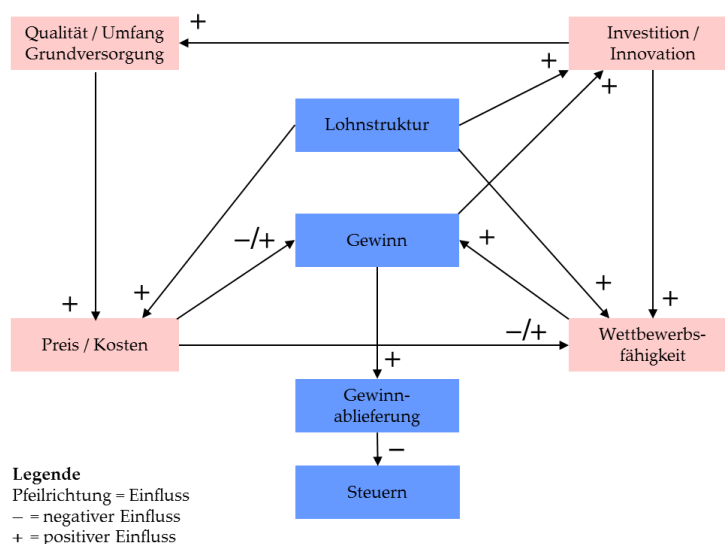 Qualität / Umfang
Grundversorgung
+
Investition /
Innovation
+
+
Lohnstruktur
−/+
Gewinn
+
+
+
+
+
Preis / Kosten
−/+
Wettbewerbs-
fähigkeit
+
Gewinn-
ablieferung
−
Steuern
Legende
Pfeilrichtung = Einfluss
− = negativer Einfluss
+ = positiver Einfluss